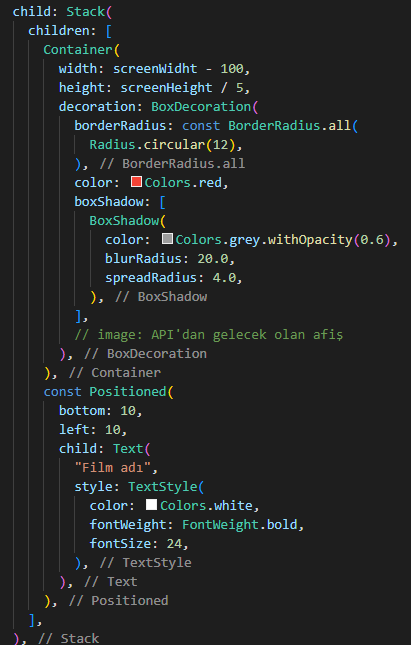 child: Stack(
children: [
Container(
width: screenWidht - 100,
height: screenHeight / 5,
decoration: BoxDecoration(
borderRadius: const BorderRadius.all(
Radius.circular(12),
), // BorderRadius.all
color: Colors.red,
boxShadow: [
BoxShadow(
color: Colors.grey.withOpacity(0.6),
blurRadius: 20.0,
spreadRadius: 4.0,
), // BoxShadow
],
// image: API'dan gelecek olan afiş
), // BoxDecoration
), // Container
const Positioned(
bottom: 10,
left: 10,
child: Text(
"Film adı",
style: TextStyle(
color: Colors.white,
fontWeight: FontWeight.bold,
fontSize: 24,
), // TextStyle
), // Text
), // Positioned
],
), // Stack